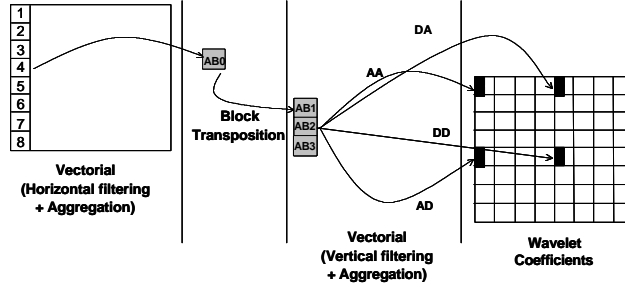 1
2
3
4
5
6
7
8
AB0
AB1
AB2
AB3
DA
AA
DD
AD
Block
Transposition
Vectorial
(Horizontal filtering
+ Aggregation)
Vectorial
(Vertical filtering
+ Aggregation)
Wavelet
Coefficients